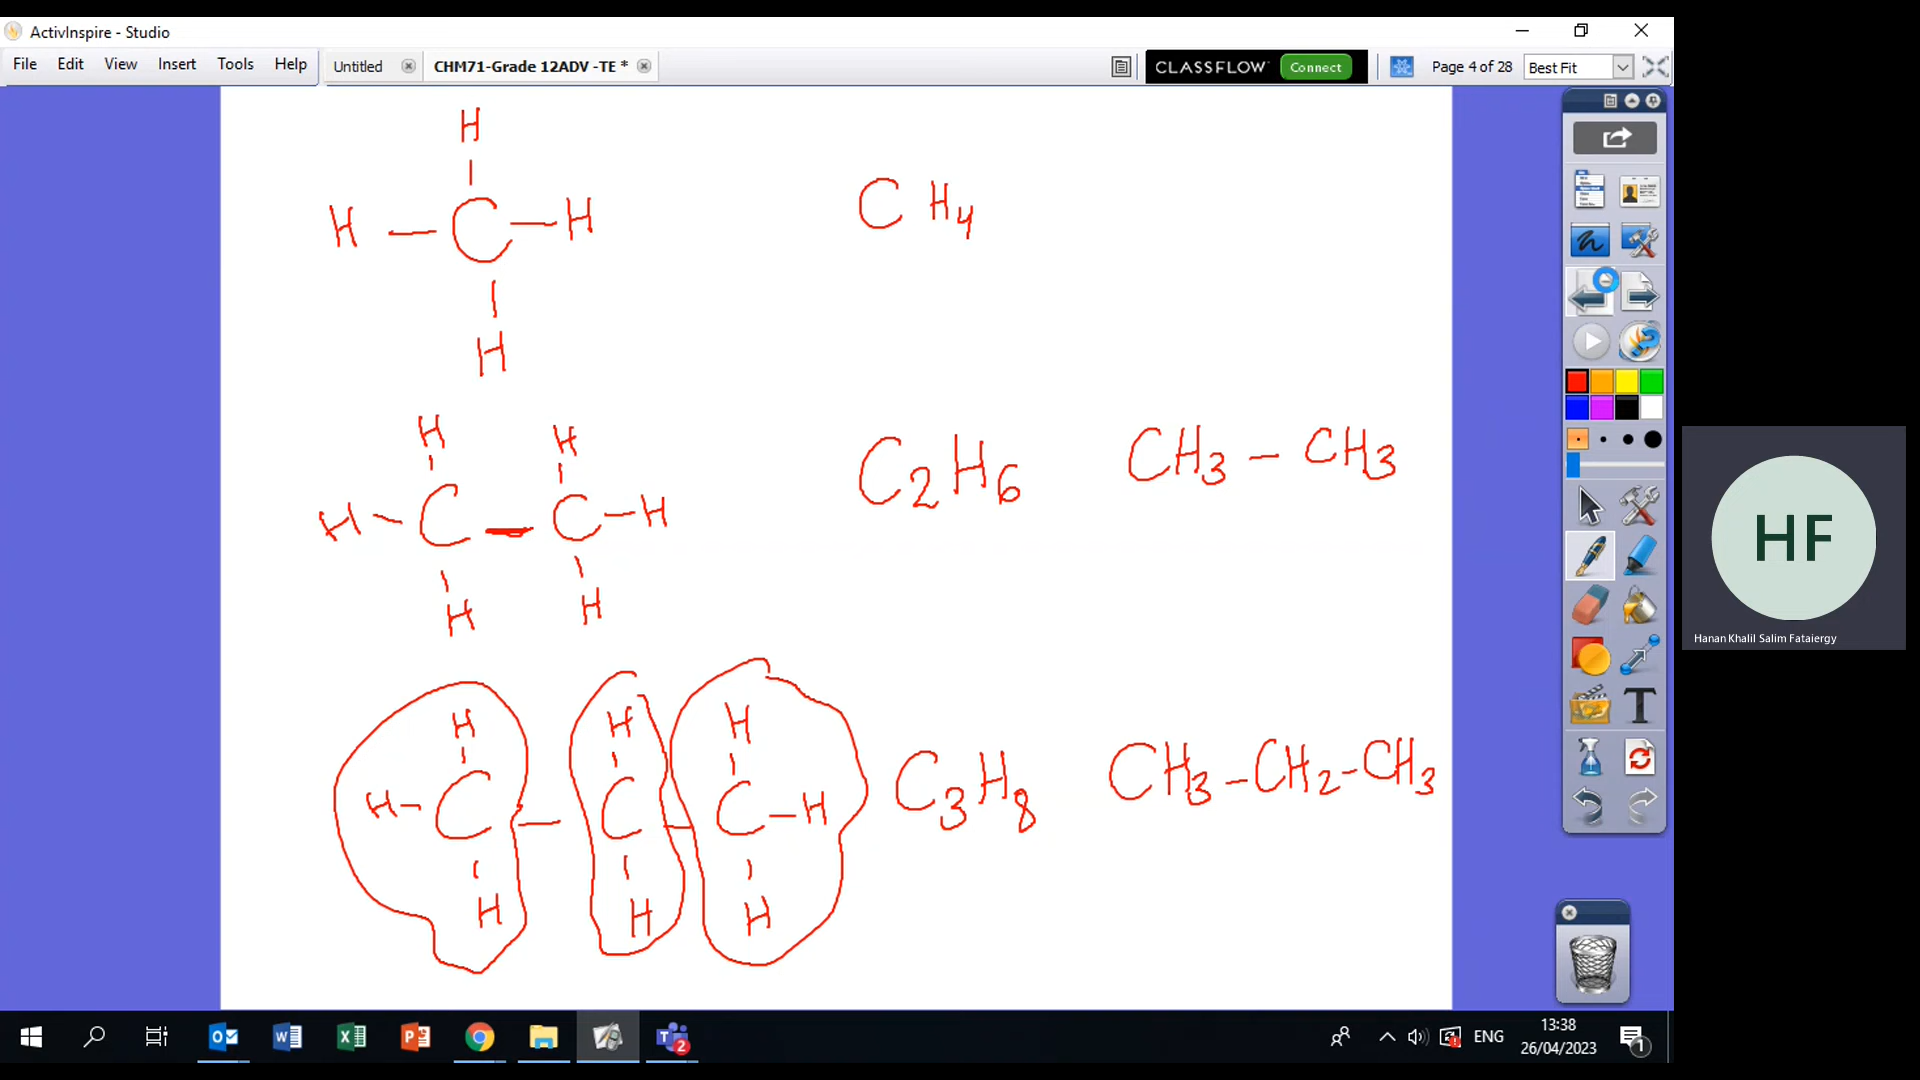 ActivInspire - Studio
File Edit View Insert Tools Help
Untitled
CHM71-Grade 12ADV -TE *
CLASSFLOW Connect
Page 4 of 28
Best Fit
H
H — C — H
H
CH4
H H
H - C - C - H
H H
C2H6
CH3 - CH3
H H H
H - C - C - C - H
H H H
C3H8
CH3 - CH2 - CH3
T
HF
Hanan Khalil Salim Fataiergy
ENG
13:38
26/04/2023
2
1